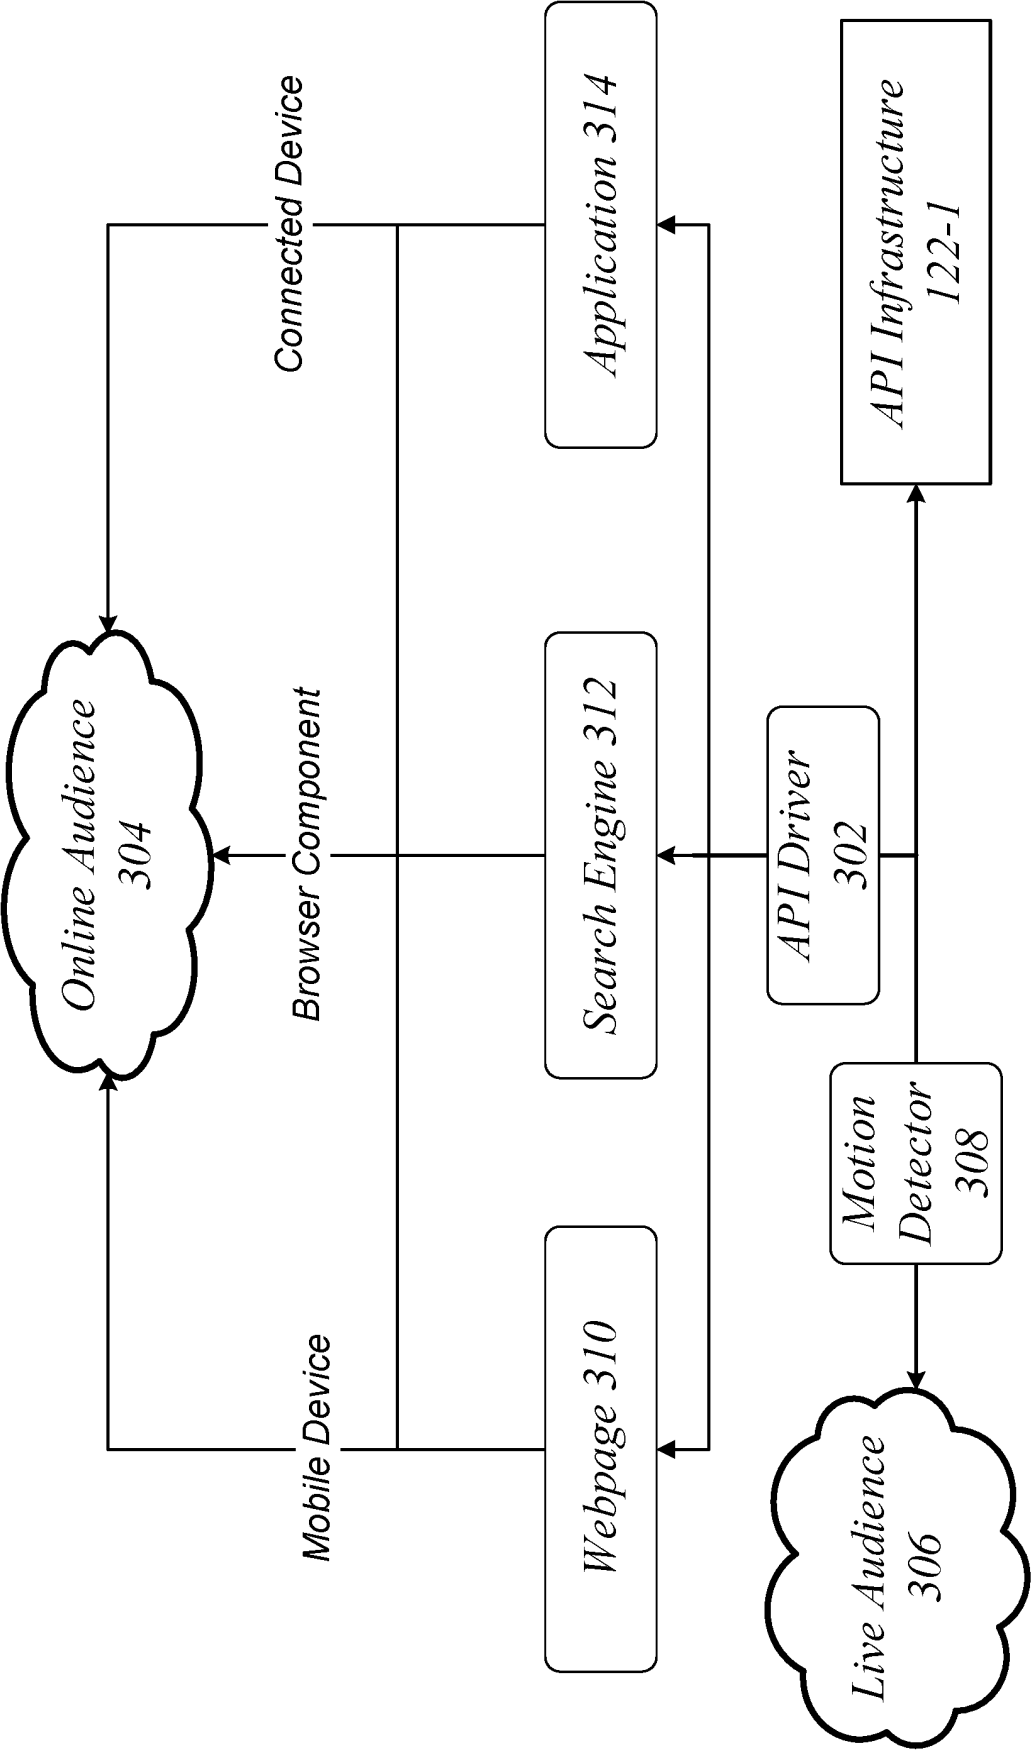 Online Audience
304
Mobile Device
Browser Component
Connected Device
Webpage 310
Search Engine 312
Application 314
API Driver
302
Live Audience
306
Motion
Detector
308
API Infrastructure
122-1